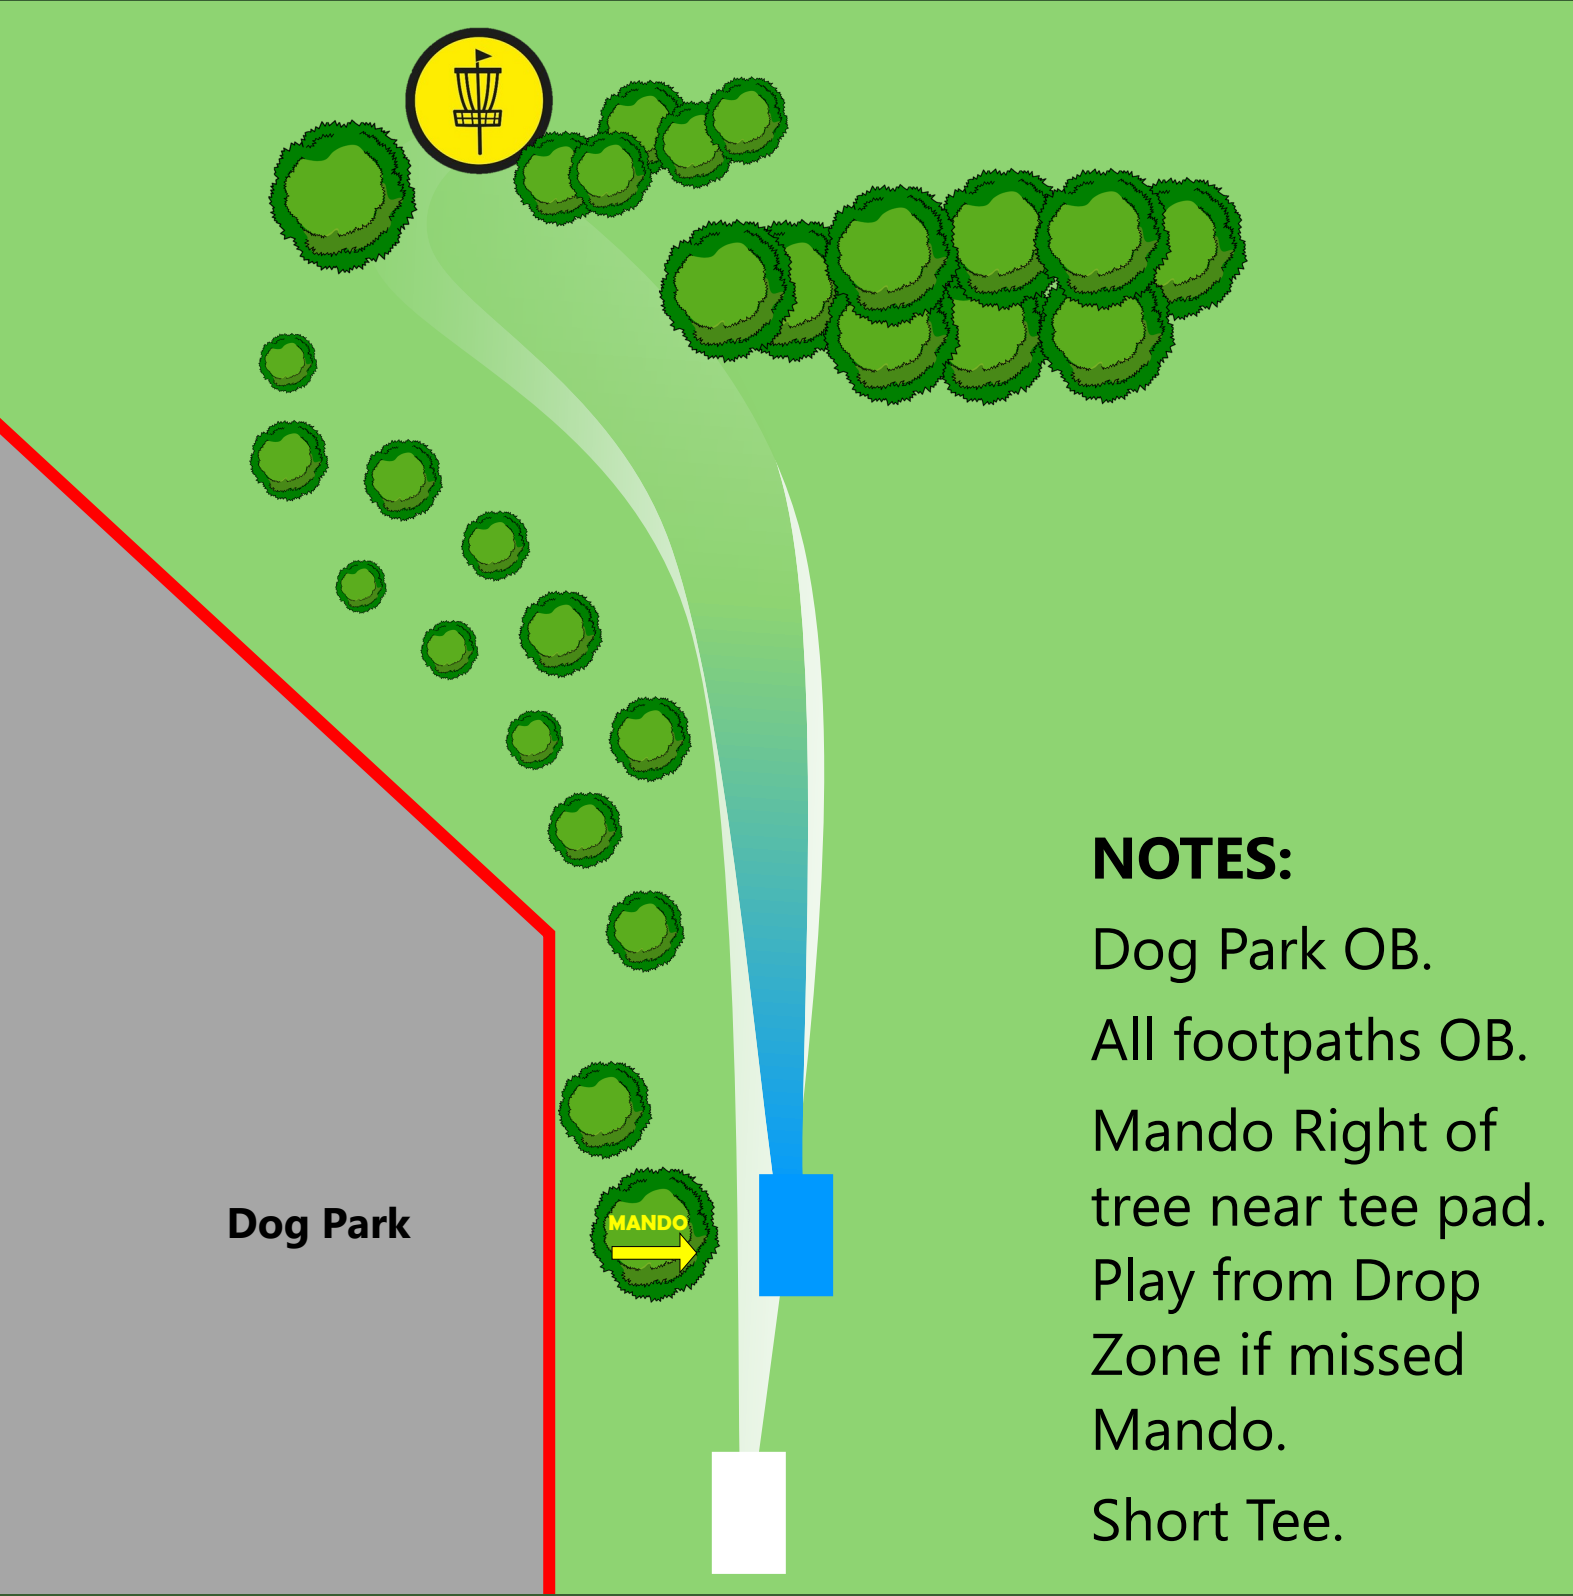 MANDO
Dog Park
NOTES:
Dog Park OB.
All footpaths OB.
Mando Right of
tree near tee pad.
Play from Drop
Zone if missed
Mando.
Short Tee.